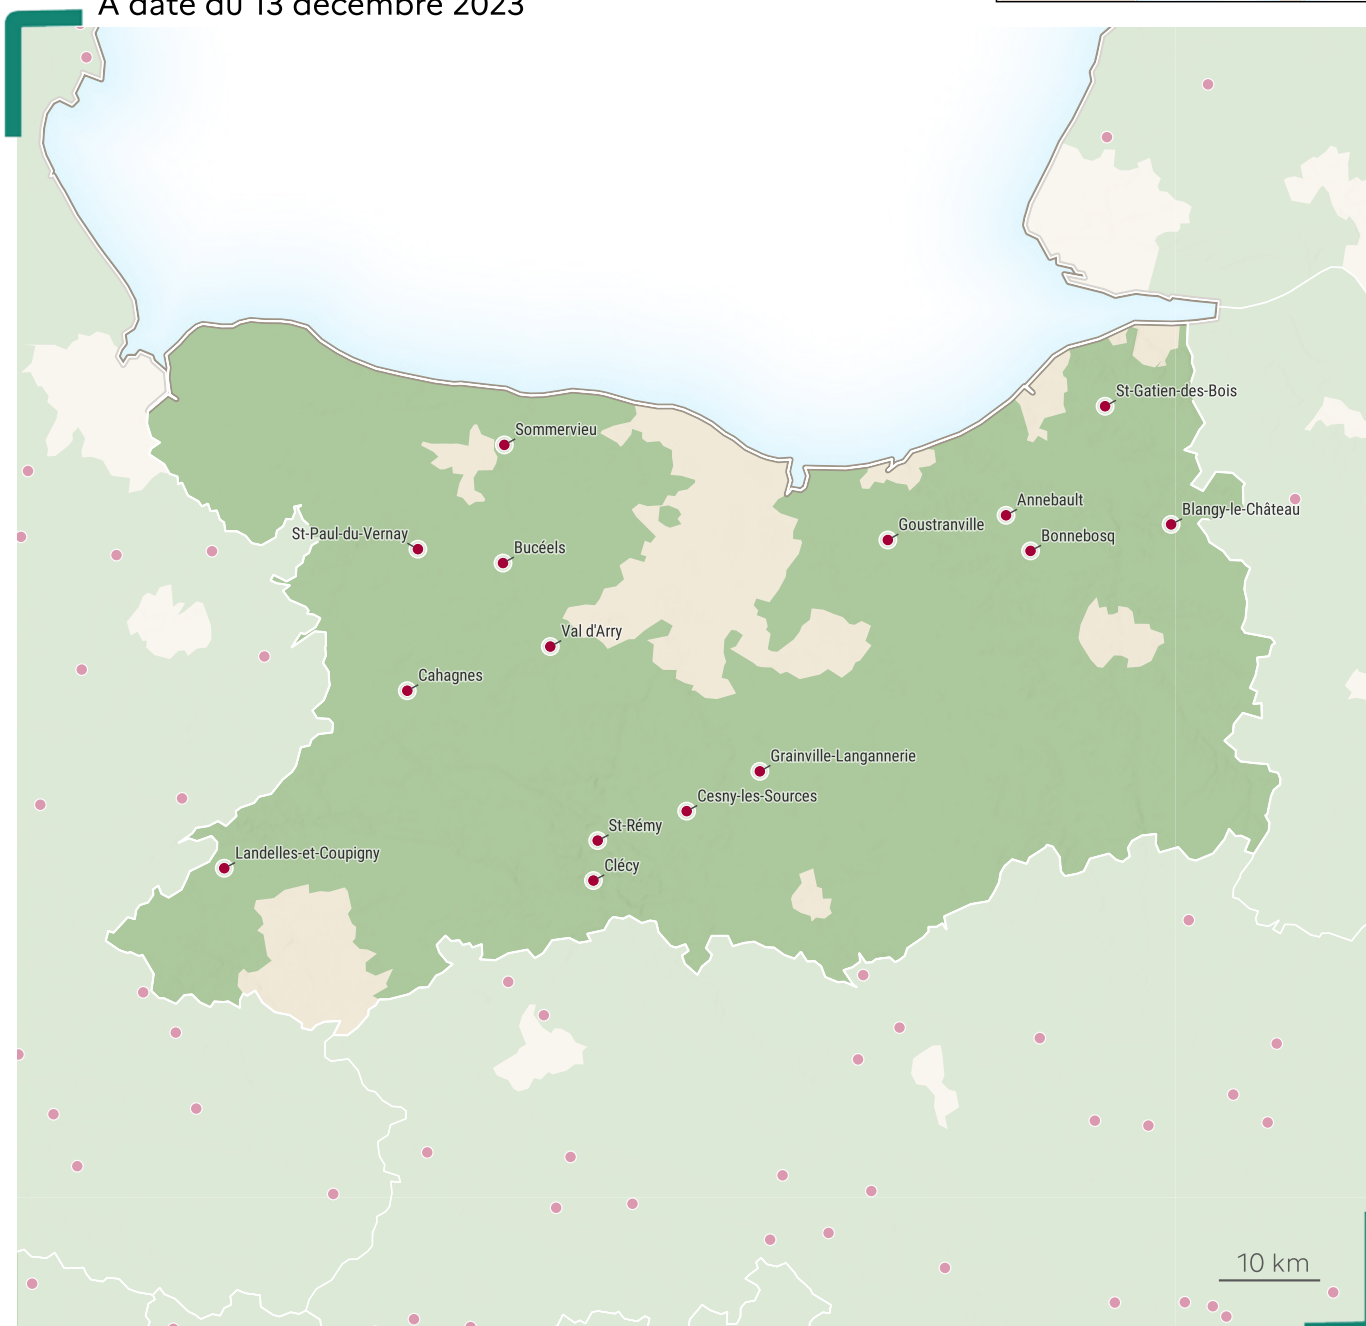 À date du 13 décembre 2023
St-Gatien-des-Bois
Sommervieu
Annebault
Blangy-le-Château
Goustranville
St-Paul-du-Vernay
Bonnebosq
Bucéels
Val d'Arry
Cahagnes
Grainville-Langannerie
Cesny-les-Sources
St-Rémy
Landelles-et-Coupigny
Clécy
10 km